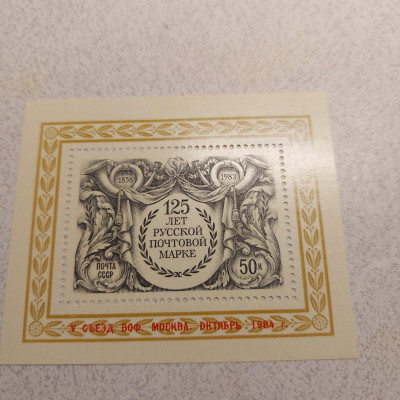 1858
1983
125
ЛЕТ
РУССКОЙ
ПОЧТОВОЙ
МАРКЕ
ПОЧТА
СССР
50к
V СЪЕЗД ВОФ. МОСКВА. ОКТЯБРЬ 1984 г.